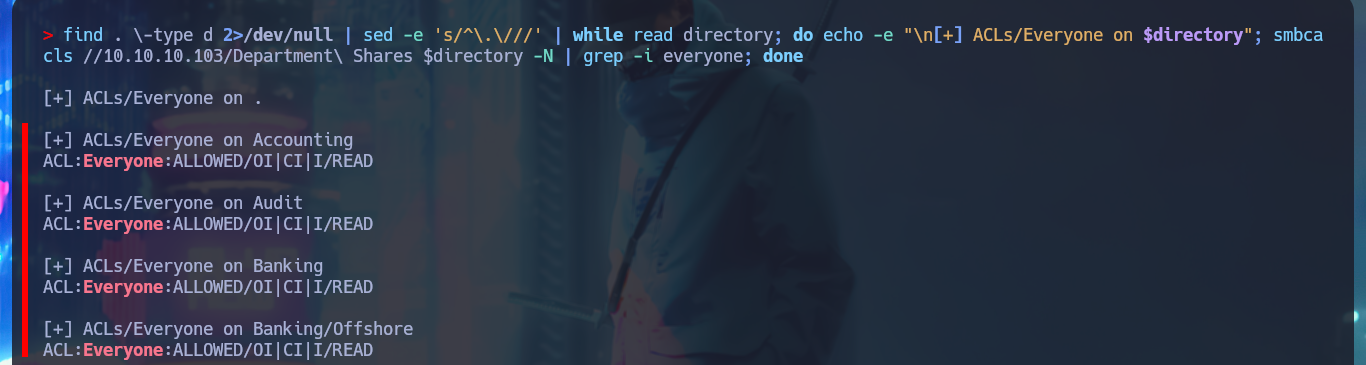 > find . \-type d 2>/dev/null | sed -e 's/^\.\///' | while read directory; do echo -e "\n[+] ACLs/Everyone on $directory"; smbca
cls //10.10.10.103/Department\ Shares $directory -N | grep -i everyone; done
[+] ACLs/Everyone on .
[+] ACLs/Everyone on Accounting
ACL:Everyone:ALLOWED/OI|CI|I/READ
[+] ACLs/Everyone on Audit
ACL:Everyone:ALLOWED/OI|CI|I/READ
[+] ACLs/Everyone on Banking
ACL:Everyone:ALLOWED/OI|CI|I/READ
[+] ACLs/Everyone on Banking/Offshore
ACL:Everyone:ALLOWED/OI|CI|I/READ